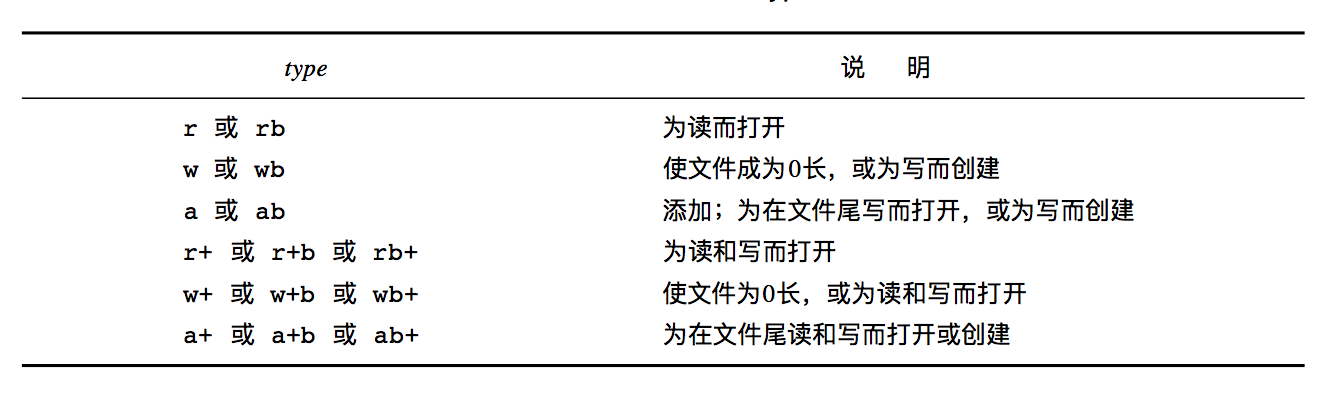 type 说 明
r 或 rb 为读而打开
w 或 wb 使文件成为0长，或为写而创建
a 或 ab 添加；为在文件尾写而打开，或为写而创建
r+ 或 r+b 或 rb+ 为读和写而打开
w+ 或 w+b 或 wb+ 使文件为0长，或为读和写而打开
a+ 或 a+b 或 ab+ 为在文件尾读和写而打开或创建